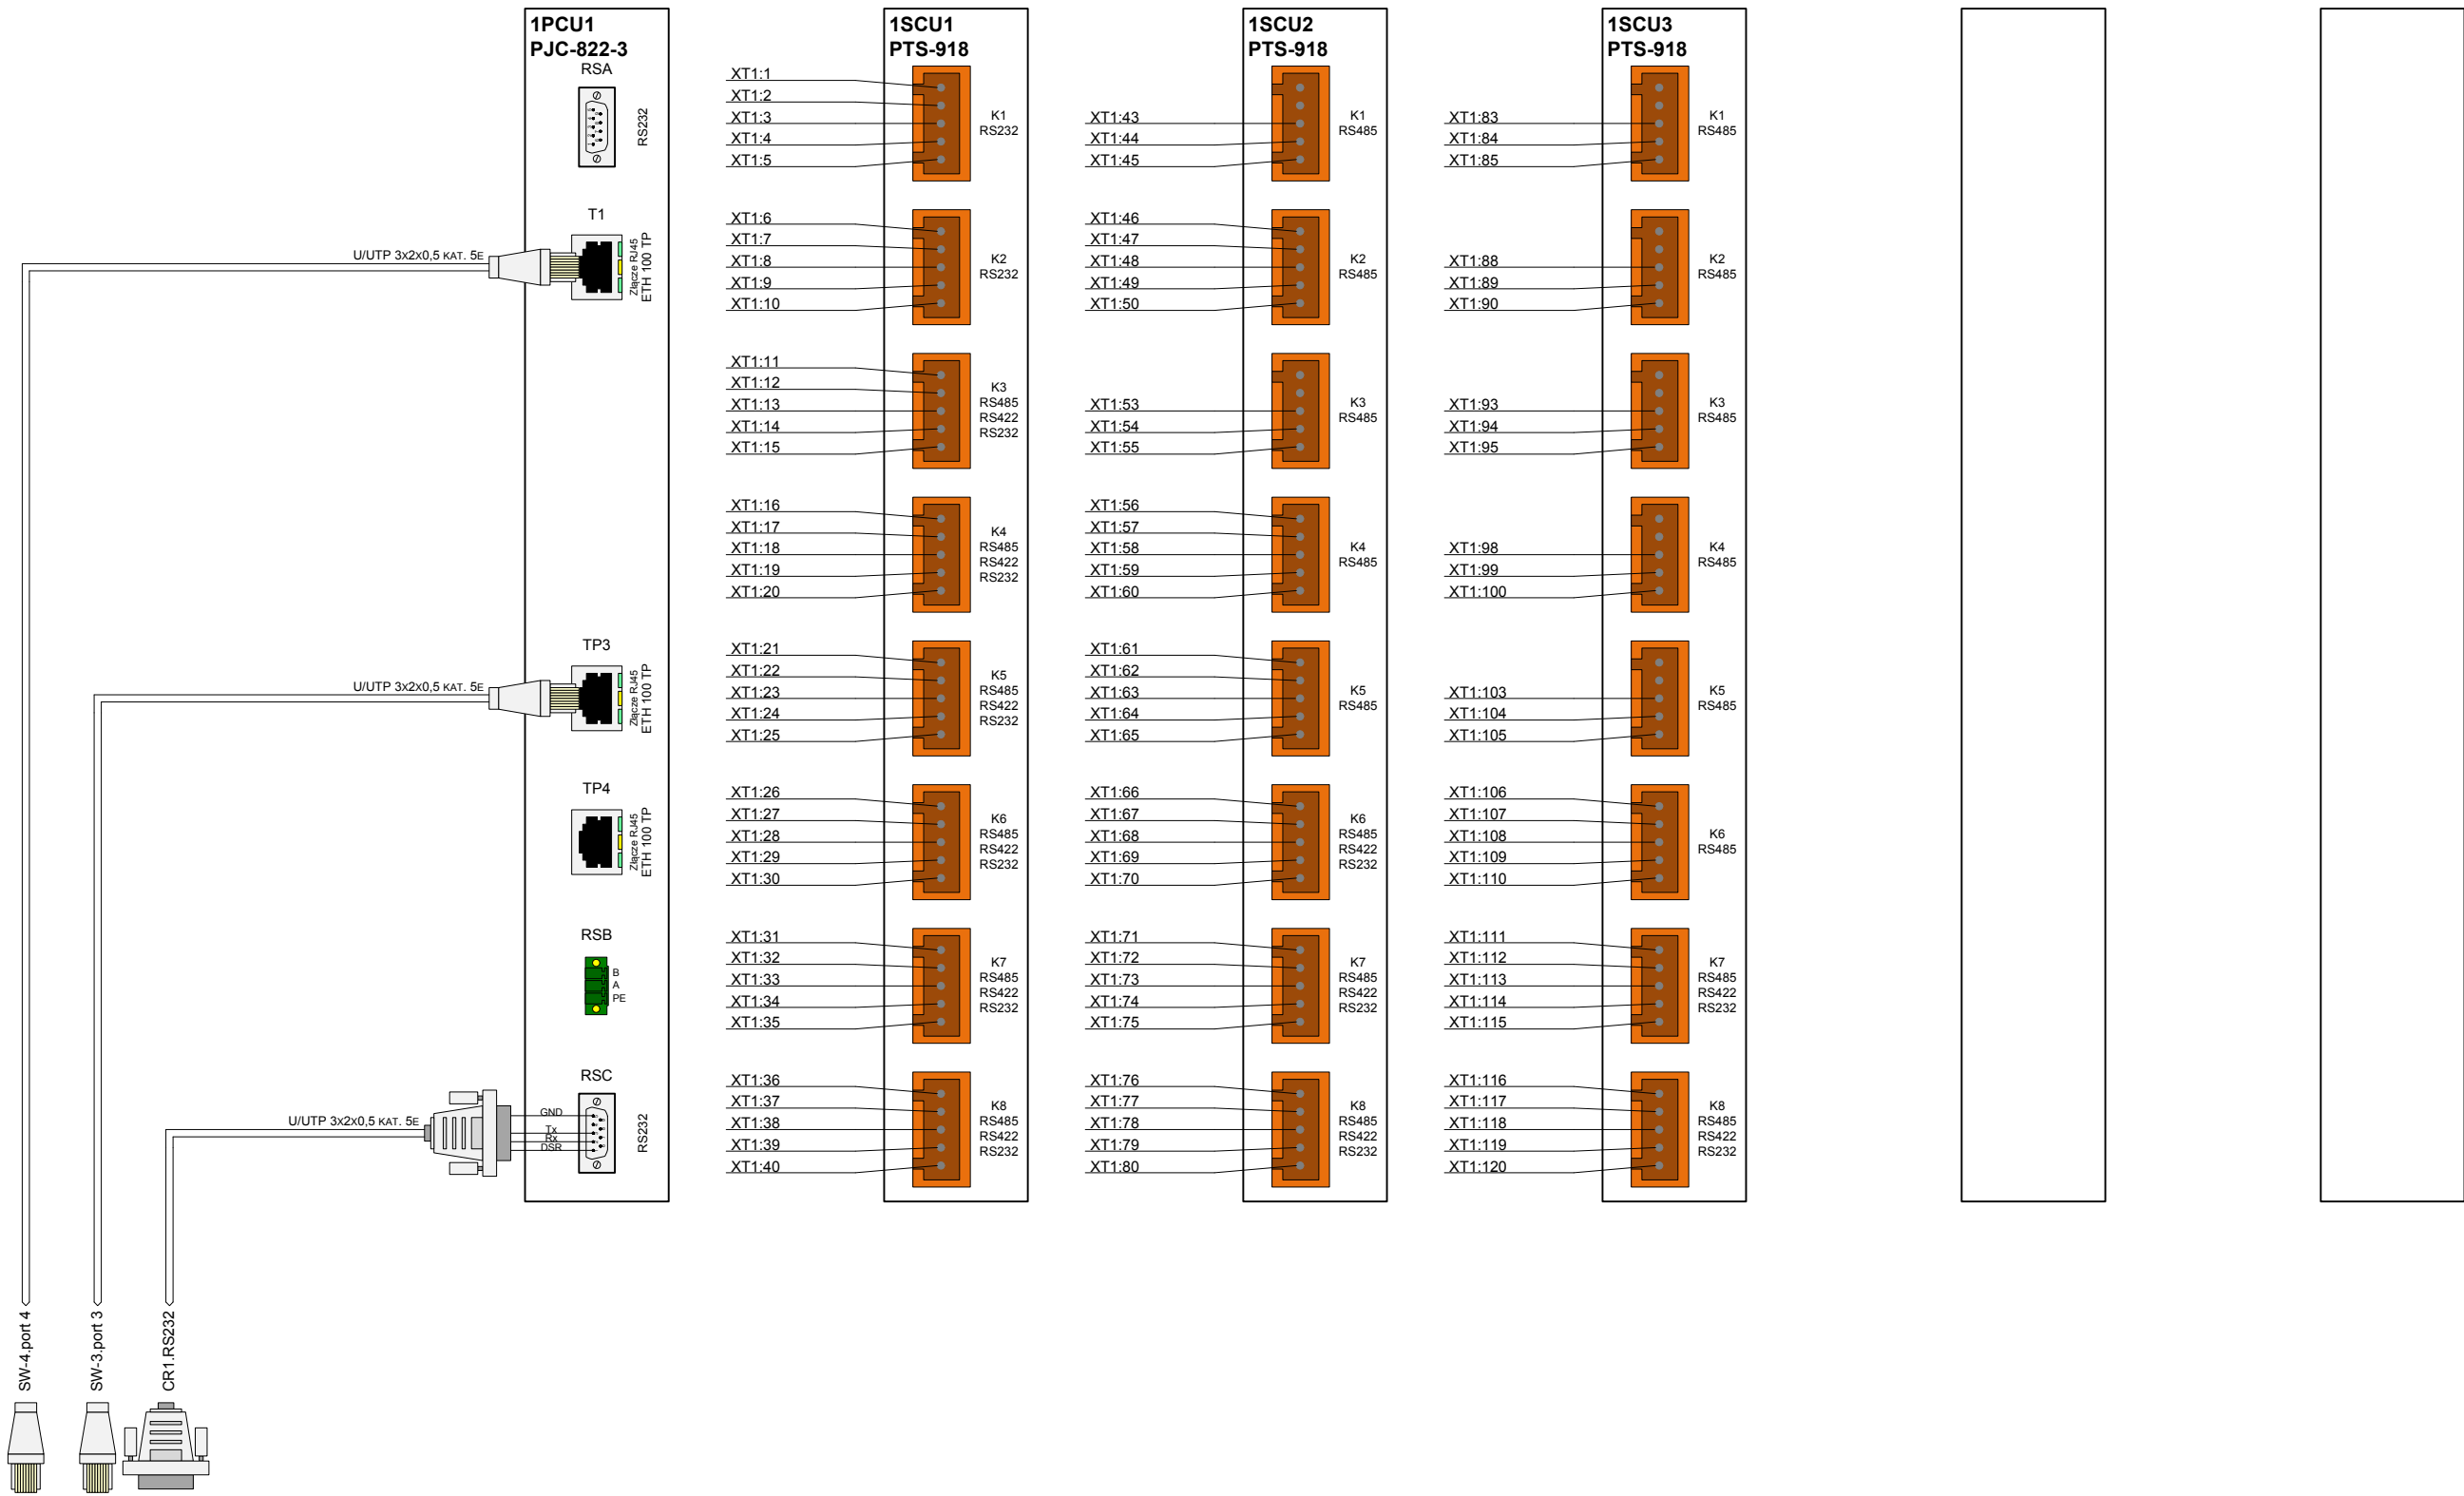 1PCU1
PJC-822-3
RSA
RS232
T1
U/UTP 3x2x0,5 KAT. 5E
Złącze RJ45
ETH 100 TP
TP3
U/UTP 3x2x0,5 KAT. 5E
Złącze RJ45
ETH 100 TP
TP4
Złącze RJ45
ETH 100 TP
RSB
B
A
PE
RSC
U/UTP 3x2x0,5 KAT. 5E
GND
Tx
Rx
DSR
RS232
SW-4.port 4
SW-3.port 3
CR1.RS232
1SCU1
PTS-918
XT1:1
XT1:2
XT1:3
XT1:4
XT1:5
K1
RS232
XT1:6
XT1:7
XT1:8
XT1:9
XT1:10
K2
RS232
XT1:11
XT1:12
XT1:13
XT1:14
XT1:15
K3
RS485
RS422
RS232
XT1:16
XT1:17
XT1:18
XT1:19
XT1:20
K4
RS485
RS422
RS232
XT1:21
XT1:22
XT1:23
XT1:24
XT1:25
K5
RS485
RS422
RS232
XT1:26
XT1:27
XT1:28
XT1:29
XT1:30
K6
RS485
RS422
RS232
XT1:31
XT1:32
XT1:33
XT1:34
XT1:35
K7
RS485
RS422
RS232
XT1:36
XT1:37
XT1:38
XT1:39
XT1:40
K8
RS485
RS422
RS232
1SCU2
PTS-918
XT1:43
XT1:44
XT1:45
K1
RS485
XT1:46
XT1:47
XT1:48
XT1:49
XT1:50
K2
RS485
XT1:53
XT1:54
XT1:55
K3
RS485
XT1:56
XT1:57
XT1:58
XT1:59
XT1:60
K4
RS485
XT1:61
XT1:62
XT1:63
XT1:64
XT1:65
K5
RS485
XT1:66
XT1:67
XT1:68
XT1:69
XT1:70
K6
RS485
RS422
RS232
XT1:71
XT1:72
XT1:73
XT1:74
XT1:75
K7
RS485
RS422
RS232
XT1:76
XT1:77
XT1:78
XT1:79
XT1:80
K8
RS485
RS422
RS232
1SCU3
PTS-918
XT1:83
XT1:84
XT1:85
K1
RS485
XT1:88
XT1:89
XT1:90
K2
RS485
XT1:93
XT1:94
XT1:95
K3
RS485
XT1:98
XT1:99
XT1:100
K4
RS485
XT1:103
XT1:104
XT1:105
K5
RS485
XT1:106
XT1:107
XT1:108
XT1:109
XT1:110
K6
RS485
XT1:111
XT1:112
XT1:113
XT1:114
XT1:115
K7
RS485
RS422
RS232
XT1:116
XT1:117
XT1:118
XT1:119
XT1:120
K8
RS485
RS422
RS232